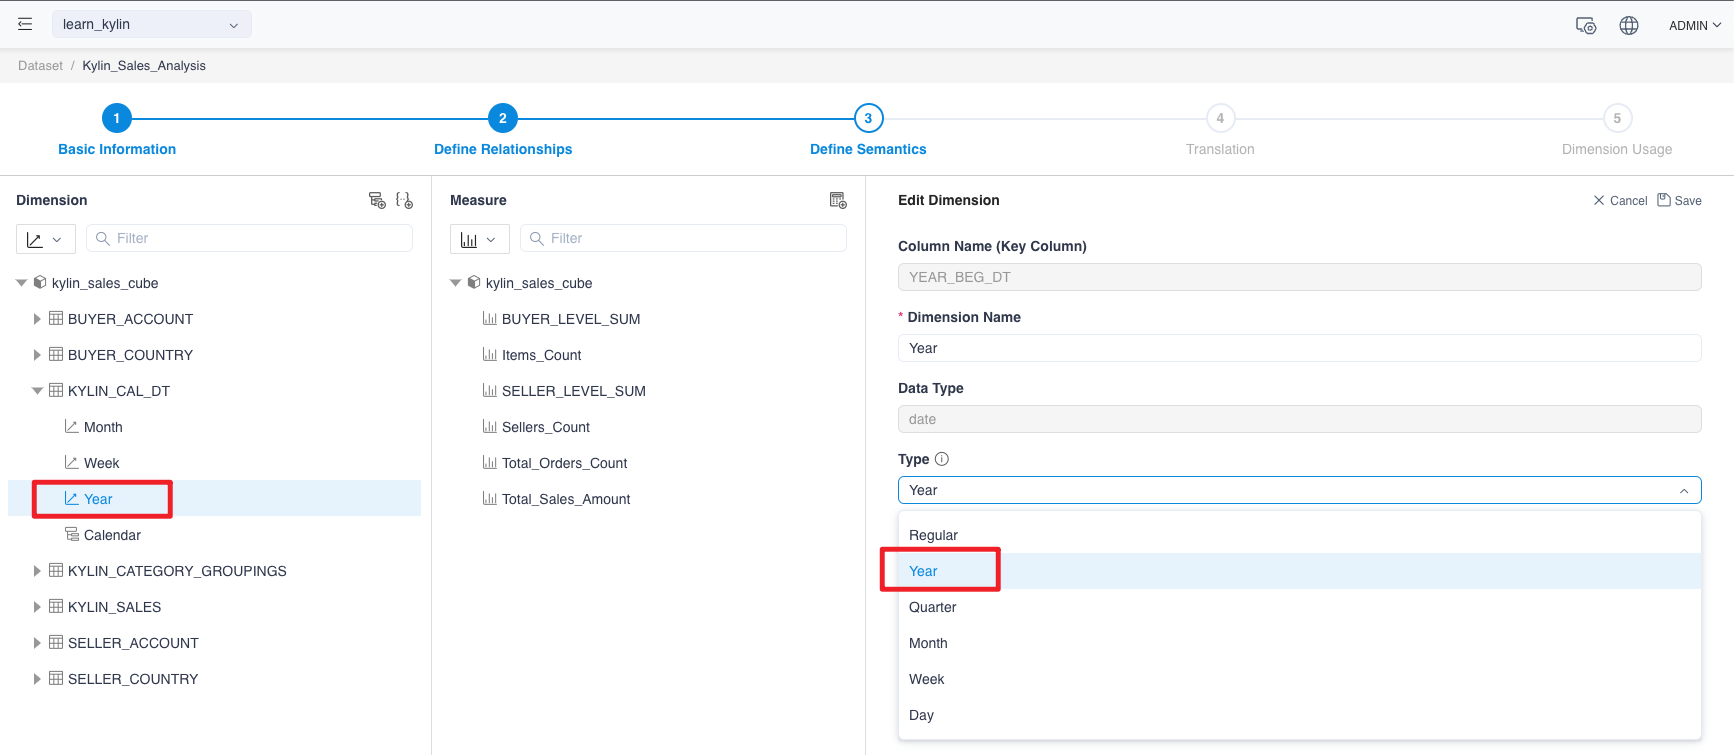 learn_kylin
ADMIN
Dataset / Kylin_Sales_Analysis
1
2
3
4
5
Basic Information
Define Relationships
Define Semantics
Translation
Dimension Usage
Dimension
Filter
kylin_sales_cube
BUYER_ACCOUNT
BUYER_COUNTRY
KYLIN_CAL_DT
Month
Week
Year
Calendar
KYLIN_CATEGORY_GROUPINGS
KYLIN_SALES
SELLER_ACCOUNT
SELLER_COUNTRY
Measure
Filter
kylin_sales_cube
BUYER_LEVEL_SUM
Items_Count
SELLER_LEVEL_SUM
Sellers_Count
Total_Orders_Count
Total_Sales_Amount
Edit Dimension
Cancel
Save
Column Name (Key Column)
YEAR_BEG_DT
* Dimension Name
Year
Data Type
date
Type
Year
Regular
Year
Quarter
Month
Week
Day